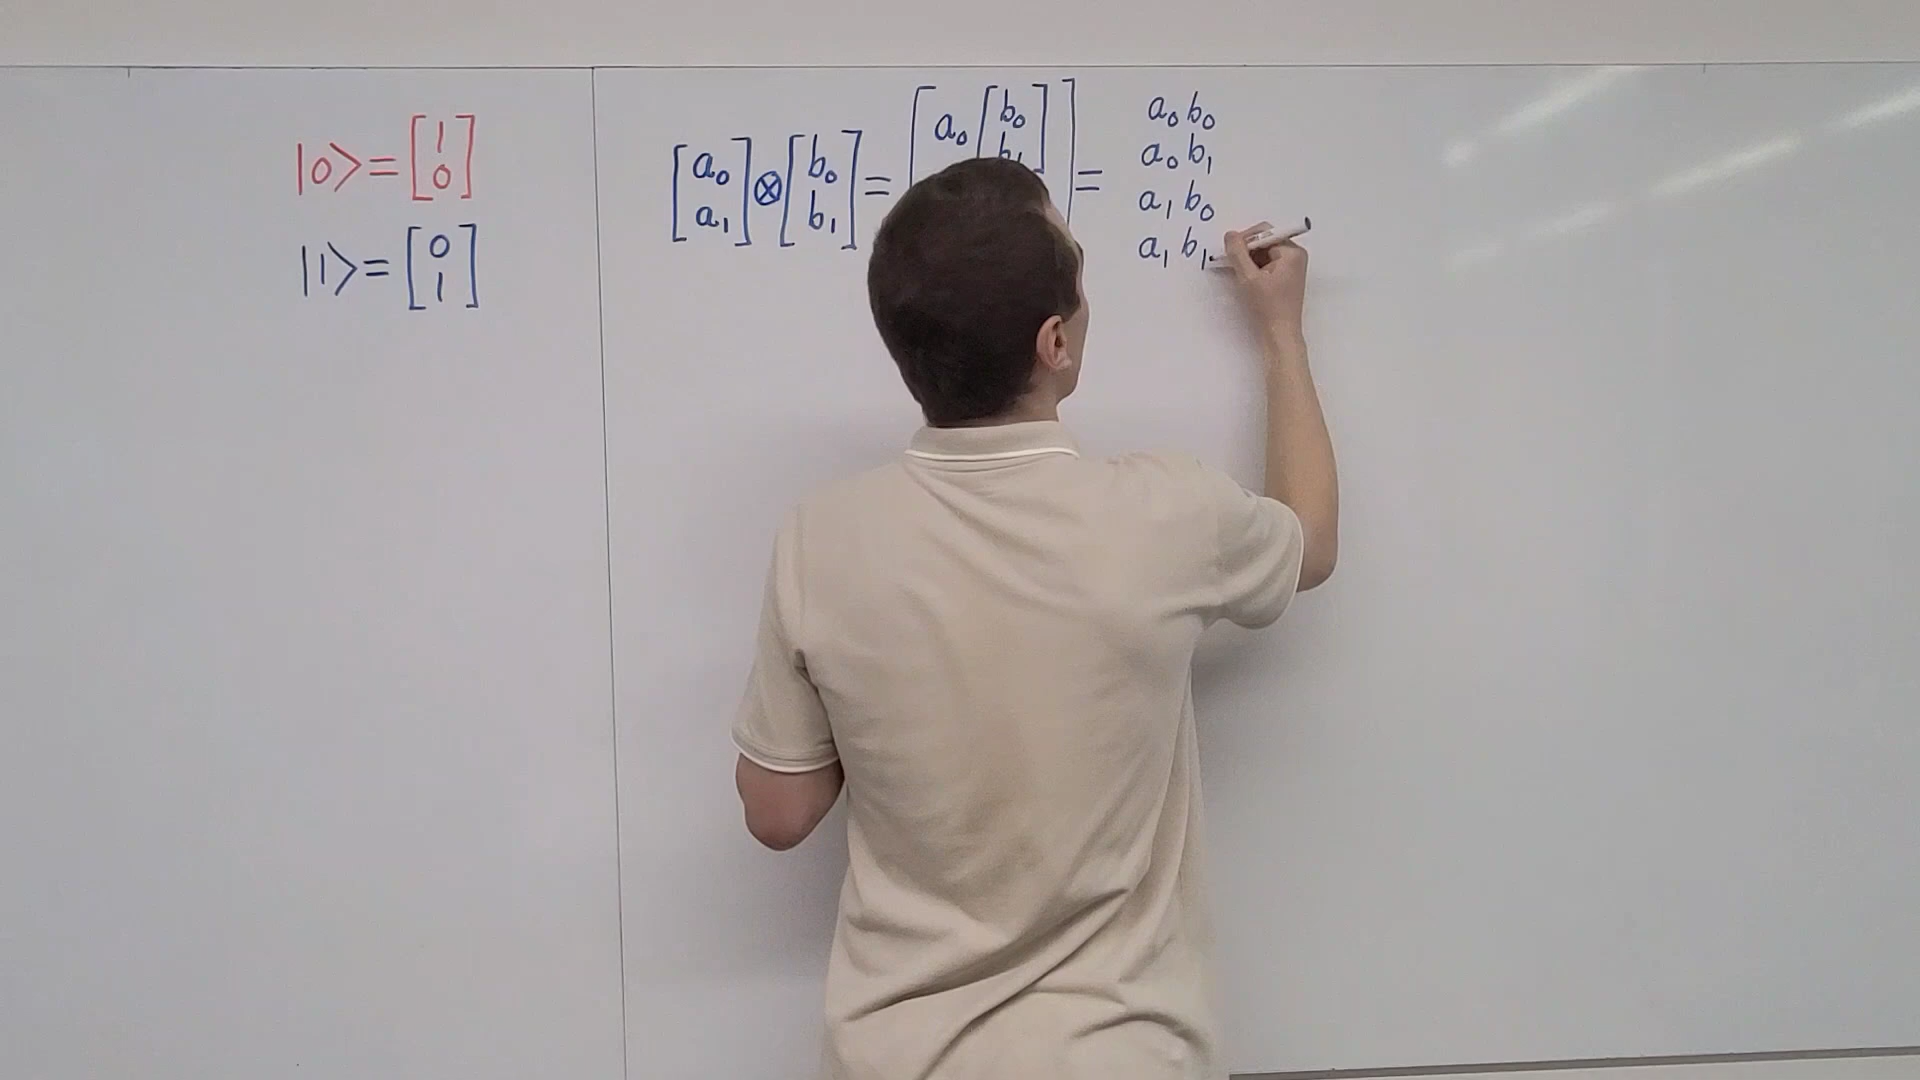 |0>=[1 0]
|1>=[0 1]
[a₀ a₁]⊗[b₀ b₁]=[a₀[b₀ b₁]]=
a₀b₀
a₀b₁
a₁b₀
a₁b₁